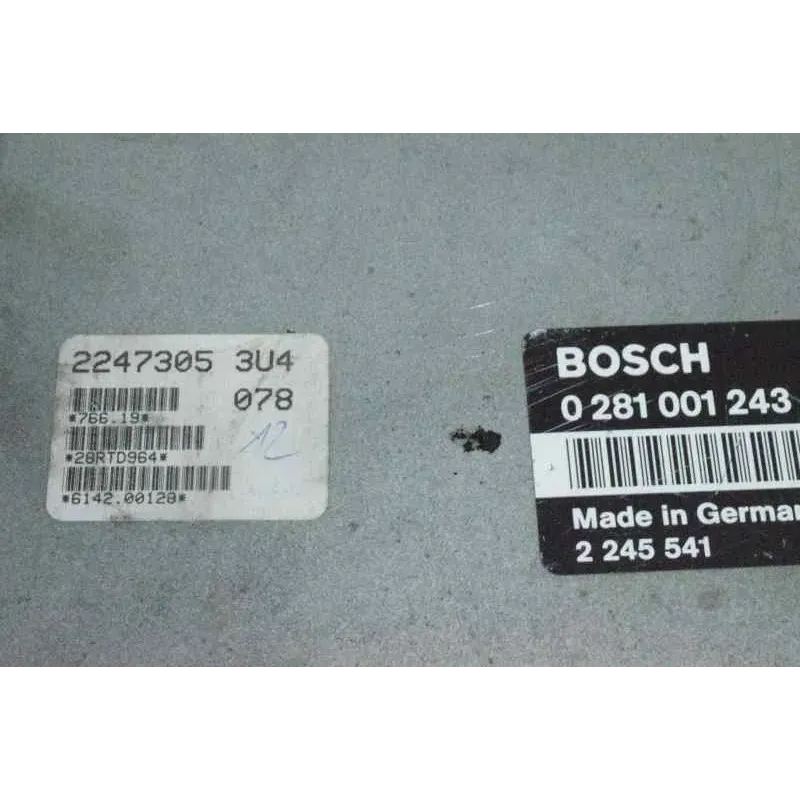 2247305 3U4
078
*766.19*
12
*28RTD964*
*6142.00128*
BOSCH
0 281 001 243
Made in German
2 245 541